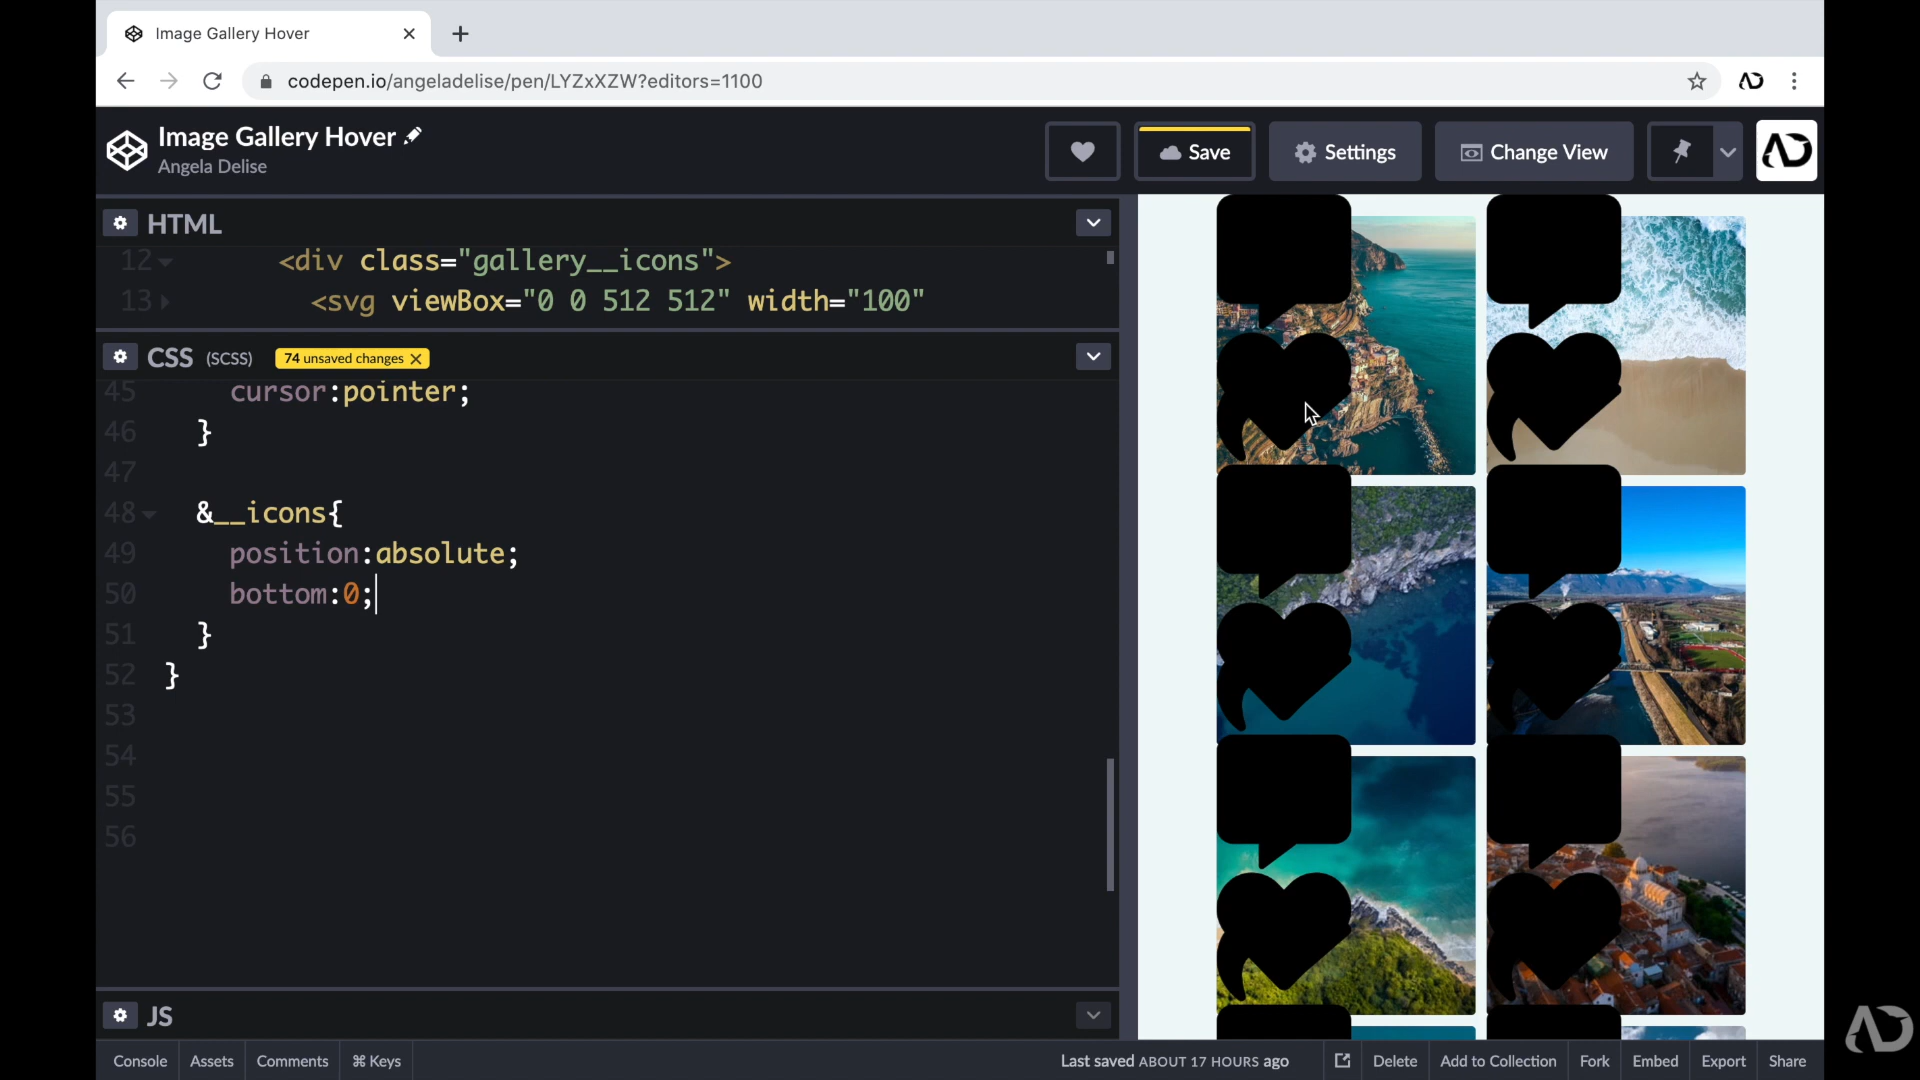 Image Gallery Hover
codepen.io/angeladelise/pen/LYZxXZW?editors=1100
Image Gallery Hover
Angela Delise
Save
Settings
Change View
HTML
12 <div class="gallery__icons">
13 <svg viewBox="0 0 512 512" width="100"
CSS (SCSS) 74 unsaved changes
45 cursor:pointer;
46 }
47
48 &__icons{
49 position:absolute;
50 bottom:0;
51 }
52 }
53
54
55
56
JS
Console Assets Comments ⌘ Keys Last saved ABOUT 17 HOURS ago Delete Add to Collection Fork Embed Export Share